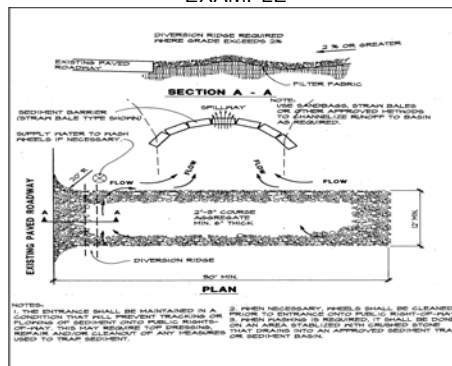 EXAMPLE
DIVERSION RIDGE REQUIRED
WHERE GRADE EXCEEDS 2%
2 % OR GREATER
EXISTING PAVED
ROADWAY
FILTER FABRIC
SECTION A - A
SPILLWAY
SEDIMENT BARRIER
(STRAW BALE TYPE SHOWN)
NOTE:
USE SANDBAGS, STRAW BALES
OR OTHER APPROVED METHODS
TO CHANNELIZE RUNOFF TO BASIN
AS REQUIRED.
SUPPLY WATER TO WASH
WHEELS IF NECESSARY.
FLOW
FLOW
FLOW
FLOW
20' R.
EXISTING PAVED ROADWAY
A
A
2"-3" COURSE
AGGREGATE
MIN. 6" THICK
12' MIN.
DIVERSION RIDGE
50' MIN.
PLAN
NOTES:
1. THE ENTRANCE SHALL BE MAINTAINED IN A
CONDITION THAT WILL PREVENT TRACKING OR
FLOWING OF SEDIMENT ONTO PUBLIC RIGHTS-
OF-WAY. THIS MAY REQUIRE TOP DRESSING,
REPAIR AND/OR CLEANOUT OF ANY MEASURES
USED TO TRAP SEDIMENT.
2. WHEN NECESSARY, WHEELS SHALL BE CLEANED
PRIOR TO ENTRANCE ONTO PUBLIC RIGHT-OF-WAY
3. WHEN WASHING IS REQUIRED, IT SHALL BE DONE
ON AN AREA STABLIZED WITH CRUSHED STONE
THAT DRAINS INTO AN APPROVED SEDIMENT TRA
OR SEDIMENT BASIN.